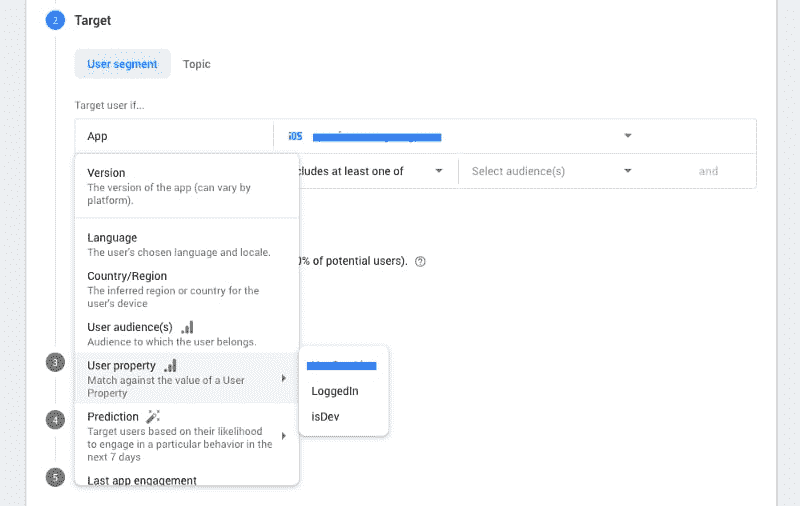 2 Target
User segment Topic
Target user if...
App iOS
Version
The version of the app (can vary by
platform).
cludes at least one of Select audience(s) and
Language
The user's chosen language and locale.
0% of potential users).
Country/Region
The inferred region or country for the
user's device
User audience(s)
Audience to which the user belongs.
3
User property
Match against the value of a User
Property
LoggedIn
isDev
4
Prediction
Target users based on their likelihood
to engage in a particular behavior in the
next 7 days
5
Last app engagement